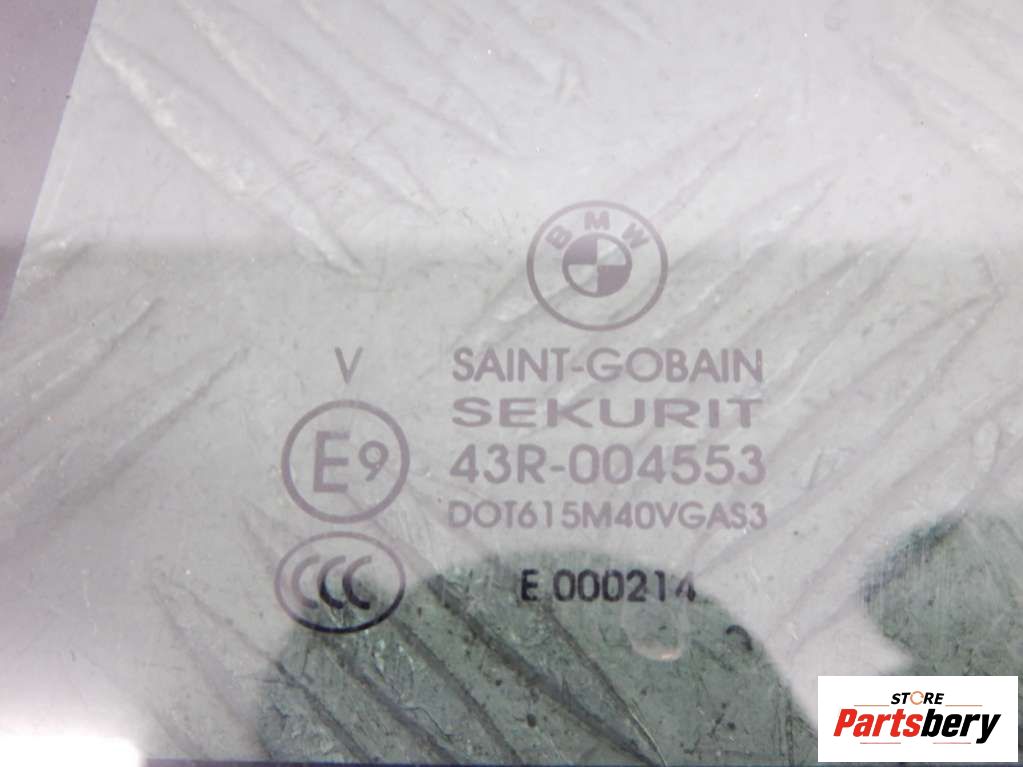 BMW
V SAINT-GOBAIN
SEKURIT
E9 43R-004553
DOT615M40VGAS3
CCC E 000214
STORE
Partsbery